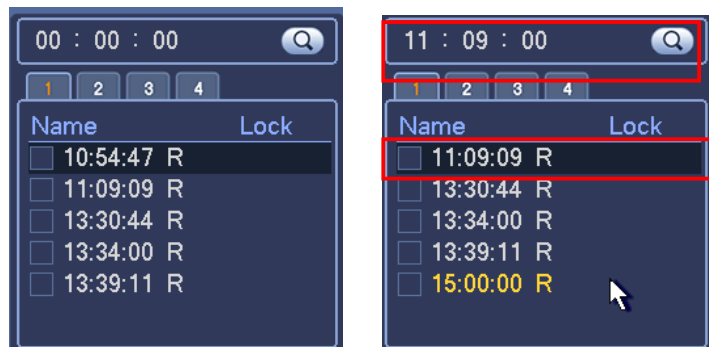 00 : 00 : 00
1 2 3 4
Name Lock
10:54:47 R
11:09:09 R
13:30:44 R
13:34:00 R
13:39:11 R
11 : 09 : 00
1 2 3 4
Name Lock
11:09:09 R
13:30:44 R
13:34:00 R
13:39:11 R
15:00:00 R